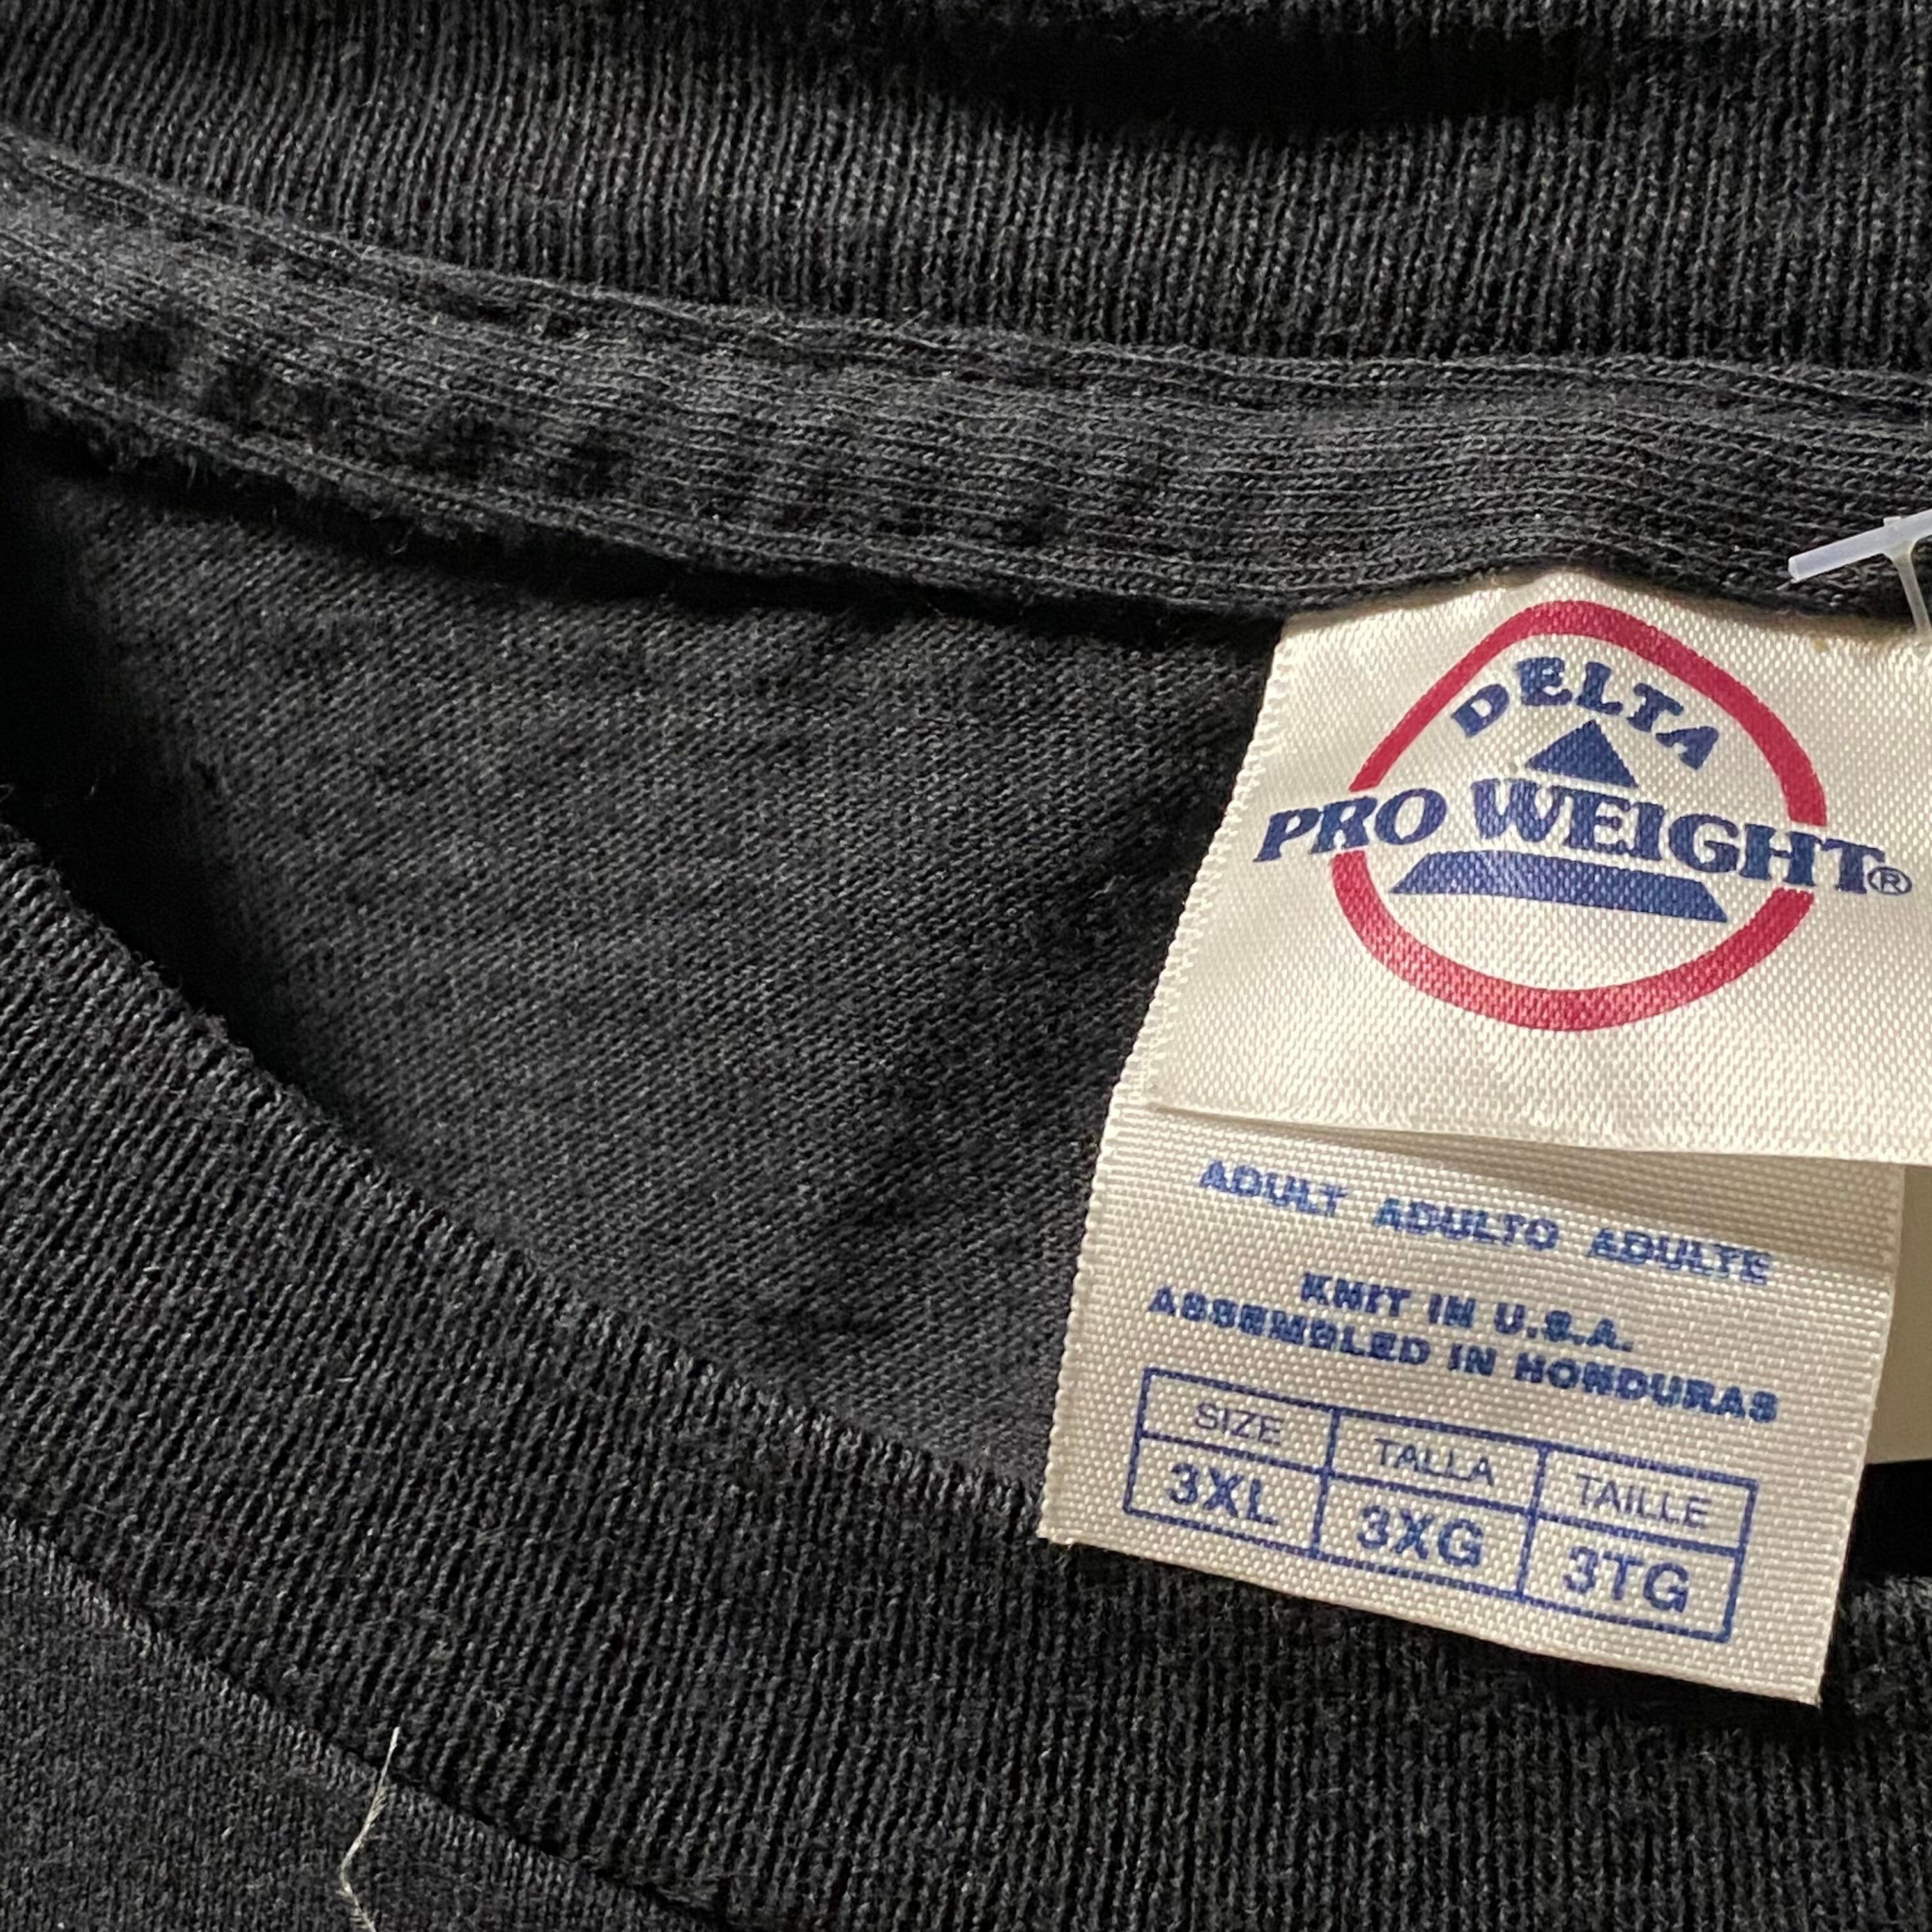 DELTA
PRO WEIGHT®
ADULT ADULTO ADULTE
KNIT IN U.S.A.
ASSEMBLED IN HONDURAS
SIZE TALLA TAILLE
3XL 3XG 3TG